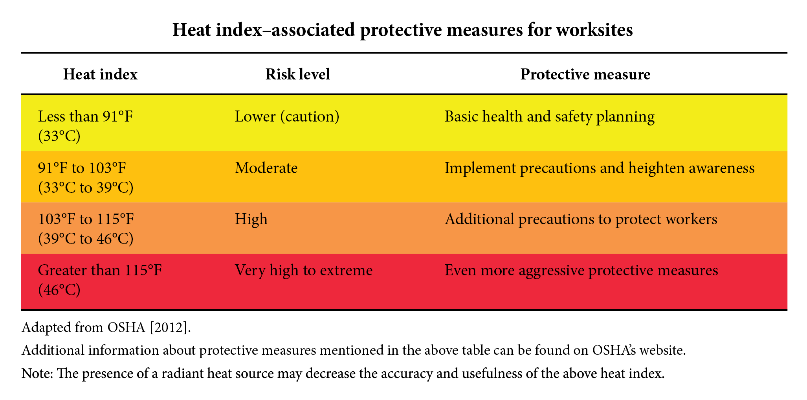 Heat index–associated protective measures for worksites
Heat index Risk level Protective measure
Less than 91°F Lower (caution) Basic health and safety planning
(33°C)
91°F to 103°F Moderate Implement precautions and heighten awareness
(33°C to 39°C)
103°F to 115°F High Additional precautions to protect workers
(39°C to 46°C)
Greater than 115°F Very high to extreme Even more aggressive protective measures
(46°C)
Adapted from OSHA [2012].
Additional information about protective measures mentioned in the above table can be found on OSHA’s website.
Note: The presence of a radiant heat source may decrease the accuracy and usefulness of the above heat index.